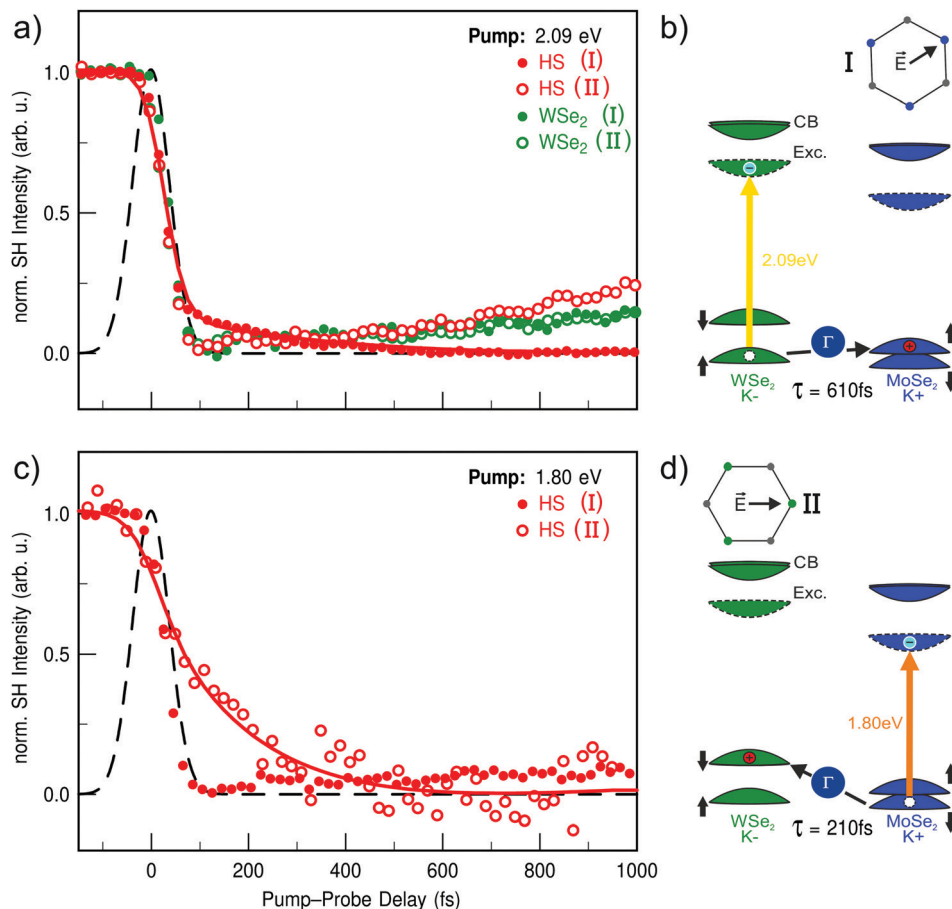 a)
Pump: 2.09 eV
HS (I)
HS (II)
WSe₂ (I)
WSe₂ (II)
norm. SH Intensity (arb. u.)
1.0
0.5
0.0
b)
I
E
CB
Exc.
2.09eV
Γ
WSe₂
K-
τ = 610fs
MoSe₂
K+
c)
Pump: 1.80 eV
HS (I)
HS (II)
norm. SH Intensity (arb. u.)
1.0
0.5
0.0
0 200 400 600 800 1000
Pump–Probe Delay (fs)
d)
E
II
CB
Exc.
1.80eV
Γ
WSe₂
K-
τ = 210fs
MoSe₂
K+